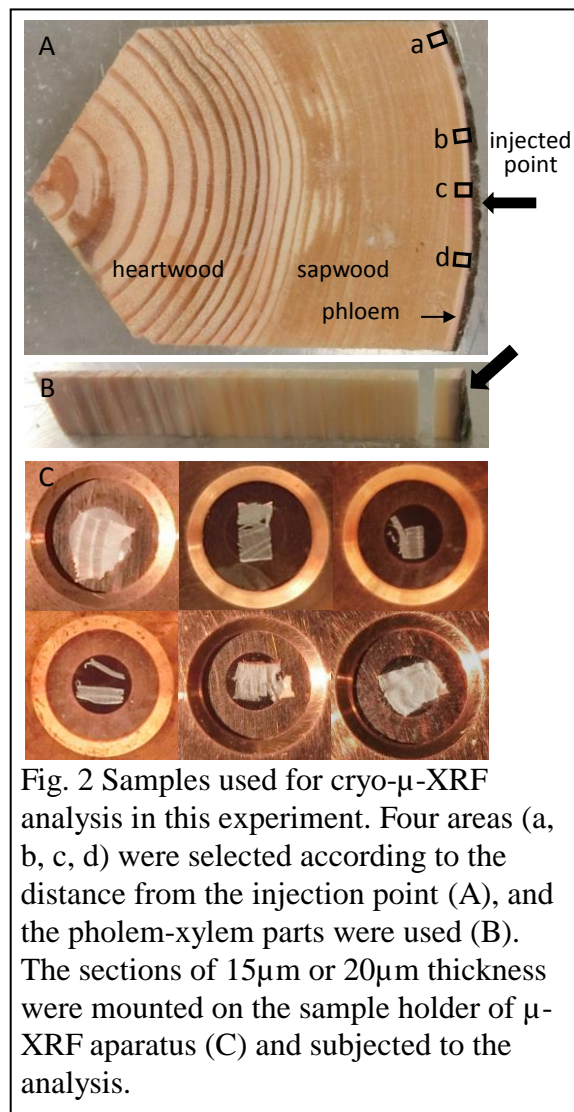 A
a
b
injected
point
c
d
heartwood
sapwood
phloem
B
C
Fig. 2 Samples used for cryo-µ-XRF
analysis in this experiment. Four areas (a,
b, c, d) were selected according to the
distance from the injection point (A), and
the pholem-xylem parts were used (B).
The sections of 15µm or 20µm thickness
were mounted on the sample holder of µ-
XRF aparatus (C) and subjected to the
analysis.